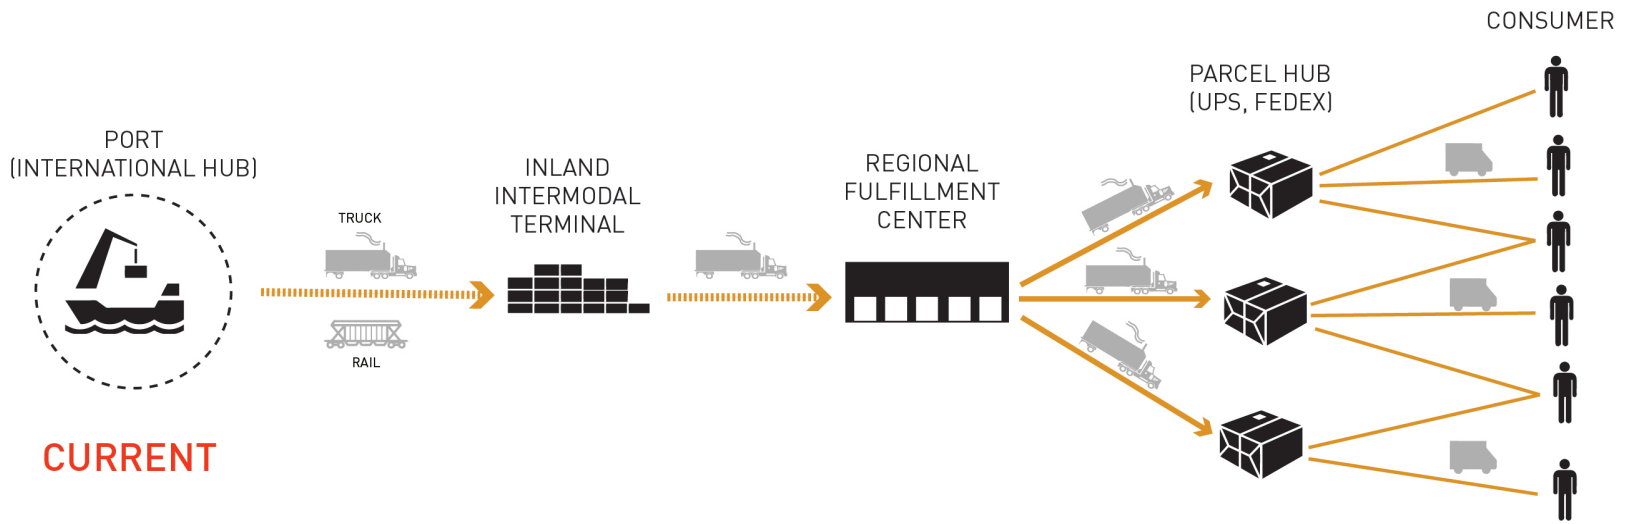 CONSUMER
PARCEL HUB
(UPS, FEDEX)
PORT
(INTERNATIONAL HUB)
INLAND
INTERMODAL
TERMINAL
REGIONAL
FULFILLMENT
CENTER
TRUCK
RAIL
CURRENT